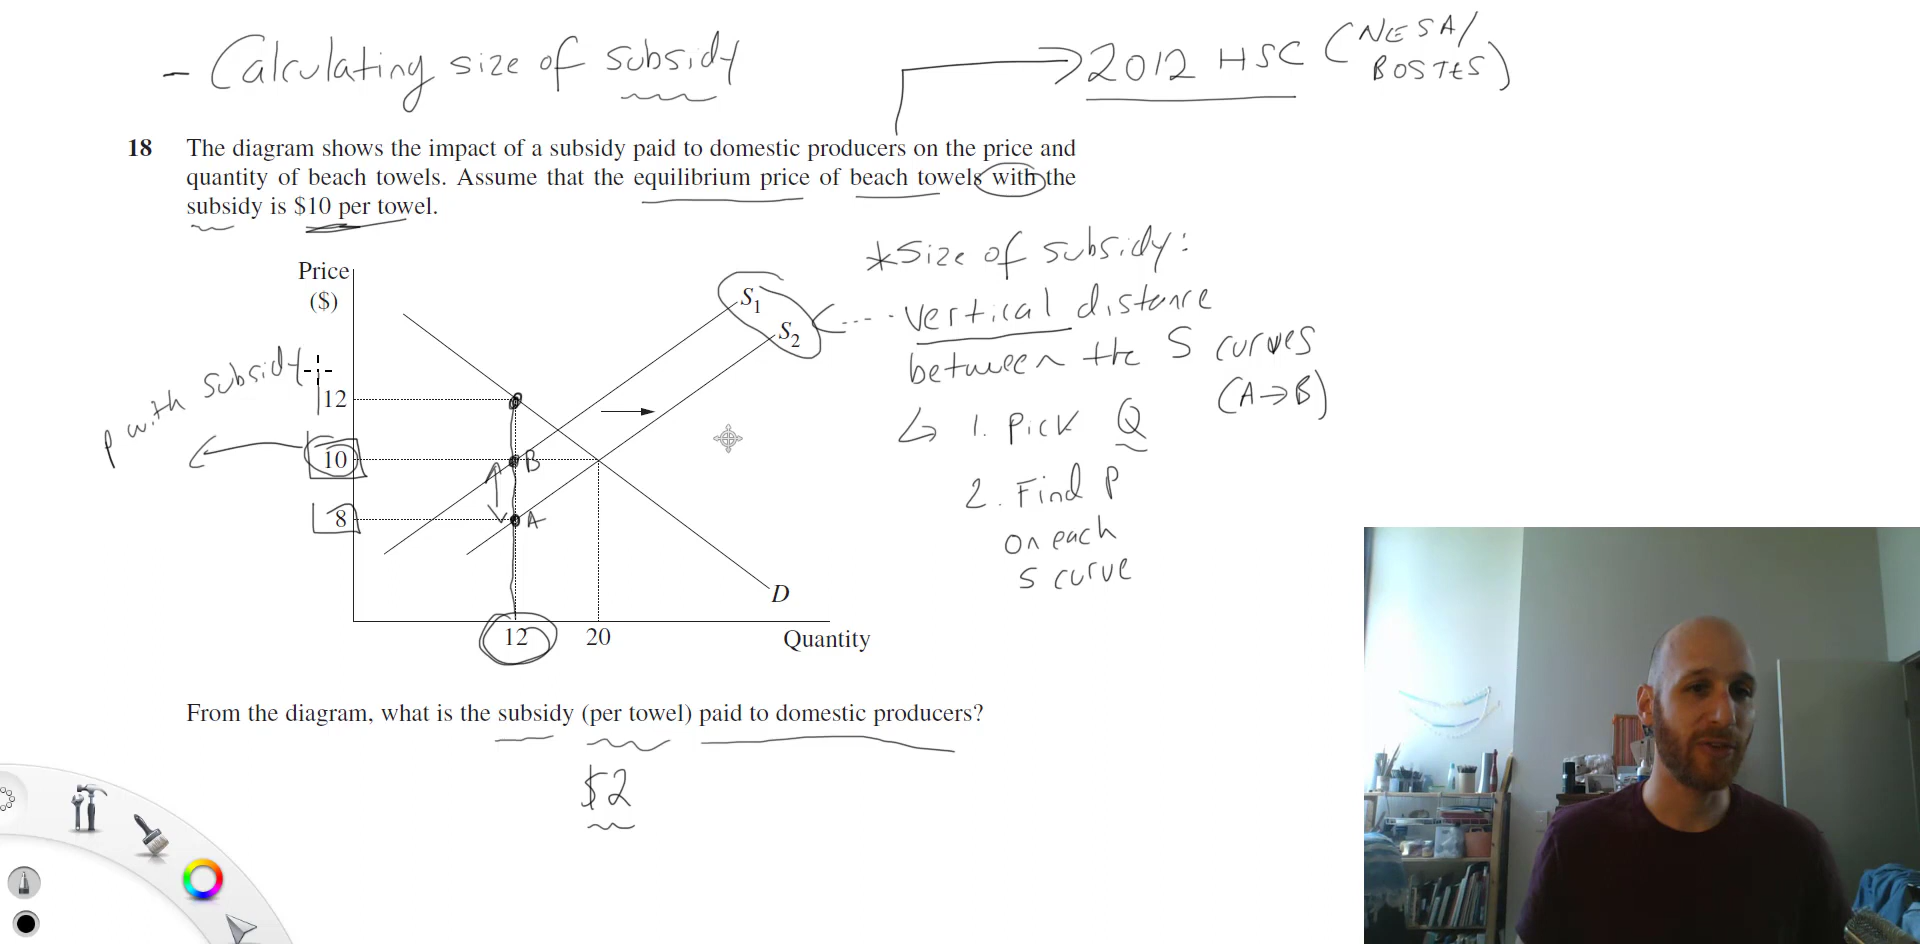 - Calculating size of subsidy
→ 2012 HSC (NESA/
BOSTES)
18 The diagram shows the impact of a subsidy paid to domestic producers on the price and
quantity of beach towels. Assume that the equilibrium price of beach towels with the
subsidy is $10 per towel.
Price
($)
S1
S2
12
10
8
B
A
D
12
20
Quantity
P with subsidy
*Size of subsidy:
vertical distance
between the S curves
(A→B)
↳ 1. Pick Q
2. Find P
on each
S curve
From the diagram, what is the subsidy (per towel) paid to domestic producers?
$2